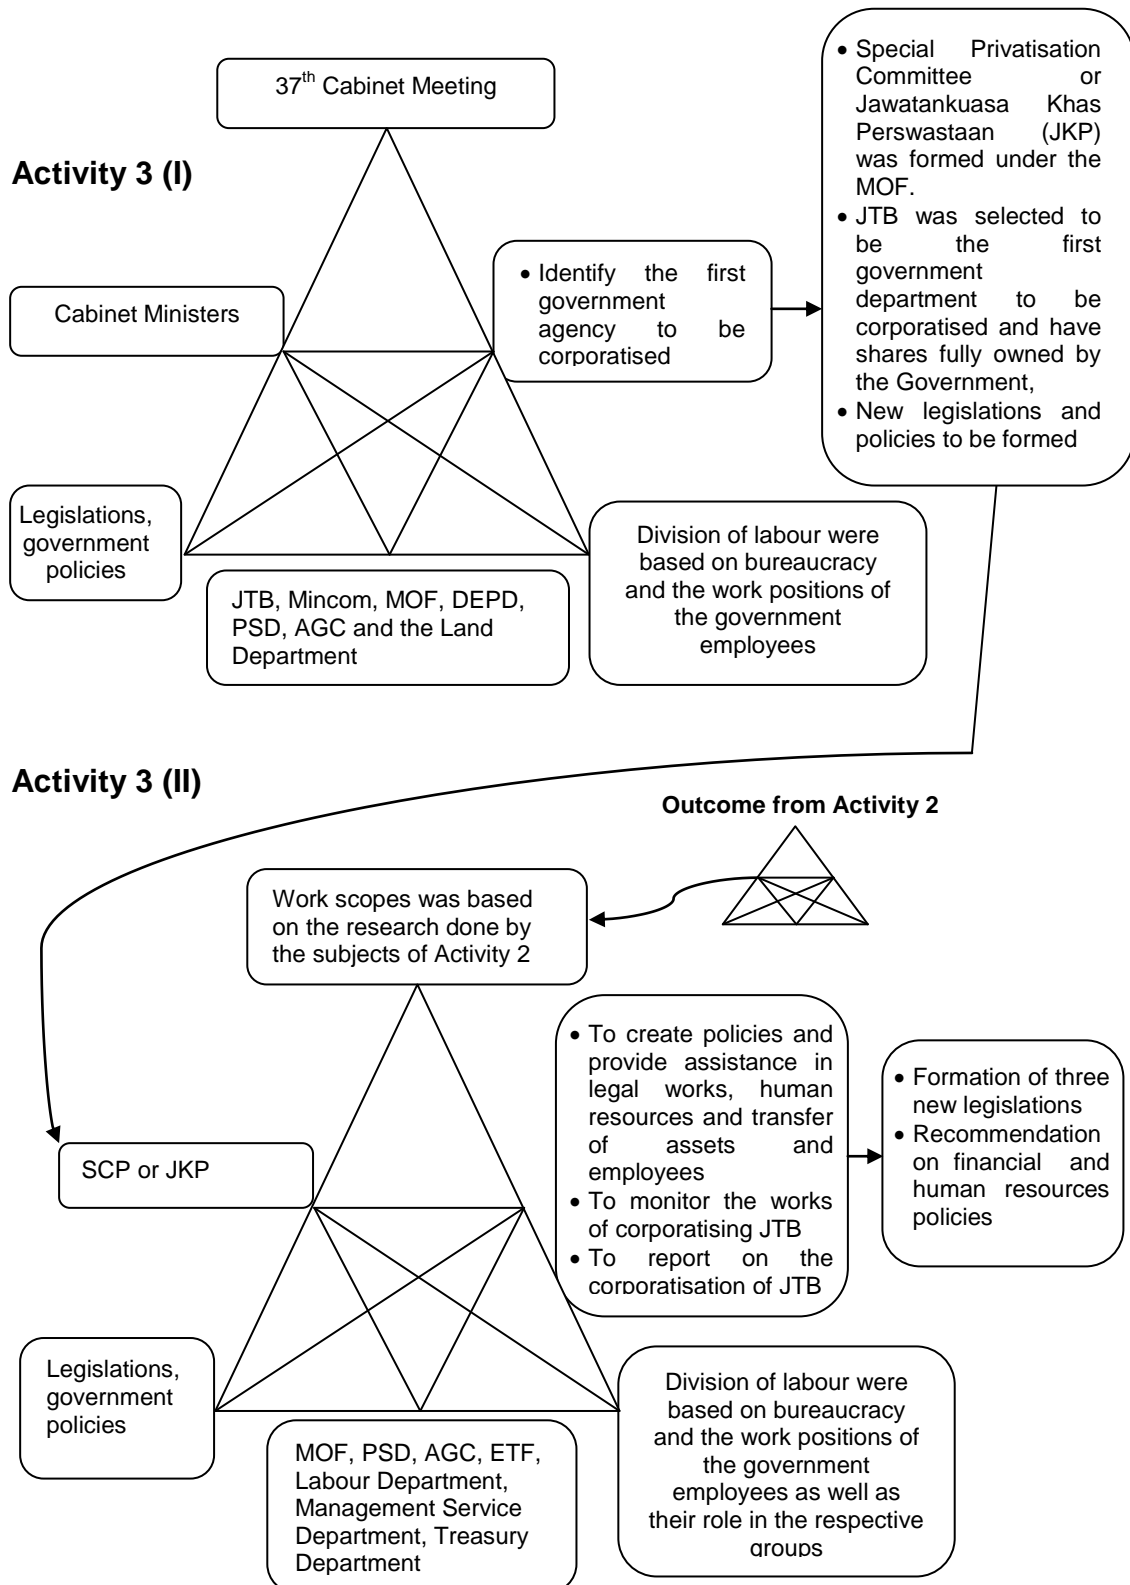 37th Cabinet Meeting
• Special Privatisation
Committee or
Jawatankuasa Khas
Perswastaan (JKP)
was formed under the
MOF.
• JTB was selected to
be the first
government
department to be
corporatised and have
shares fully owned by
the Government,
• New legislations and
policies to be formed
Activity 3 (I)
• Identify the first
government
agency to be
corporatised
Cabinet Ministers
Legislations,
government
policies
JTB, Mincom, MOF, DEPD,
PSD, AGC and the Land
Department
Division of labour were
based on bureaucracy
and the work positions of
the government
employees
Activity 3 (II)
Outcome from Activity 2
Work scopes was based
on the research done by
the subjects of Activity 2
• To create policies and
provide assistance in
legal works, human
resources and transfer
of assets and
employees
• To monitor the works
of corporatising JTB
• To report on the
corporatisation of JTB
• Formation of three
new legislations
• Recommendation
on financial and
human resources
policies
SCP or JKP
Legislations,
government
policies
MOF, PSD, AGC, ETF,
Labour Department,
Management Service
Department, Treasury
Department
Division of labour were
based on bureaucracy
and the work positions of
the government
employees as well as
their role in the respective
groups